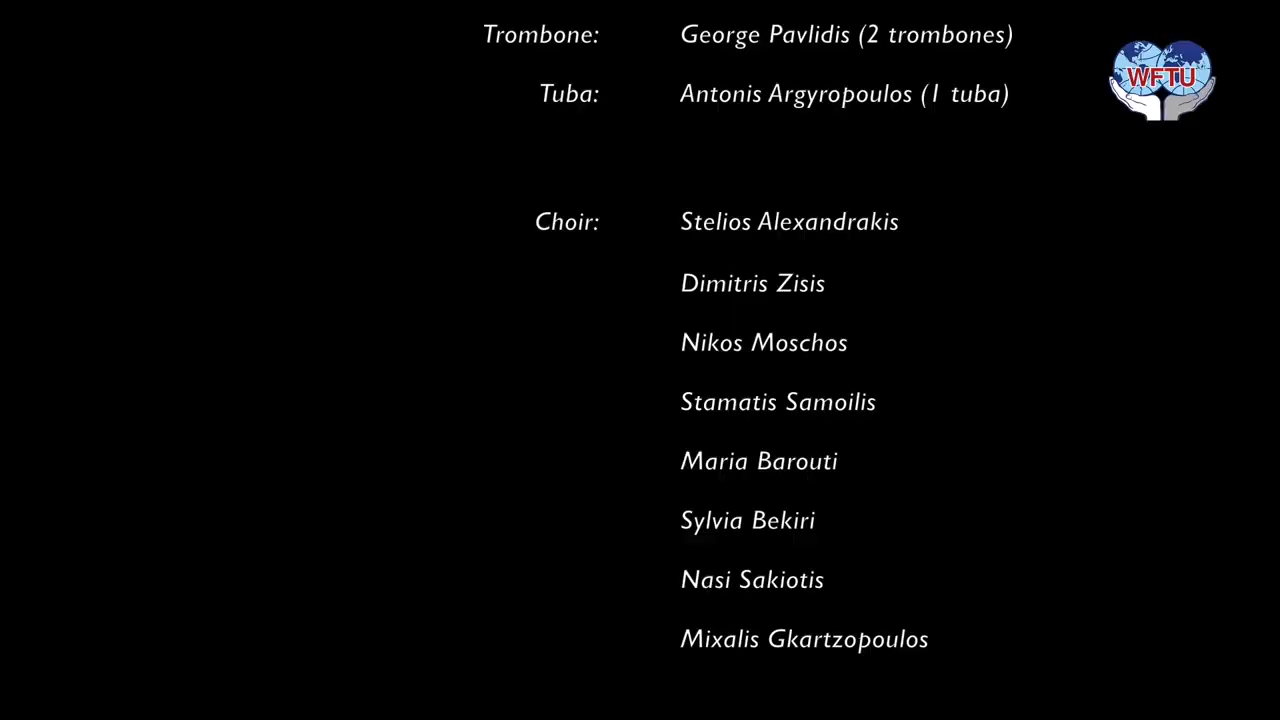 Trombone: George Pavlidis (2 trombones)
WFTU
Tuba: Antonis Argyropoulos (1 tuba)
Choir: Stelios Alexandrakis
Dimitris Zisis
Nikos Moschos
Stamatis Samoilis
Maria Barouti
Sylvia Bekiri
Nasi Sakiotis
Mixalis Gkartzopoulos